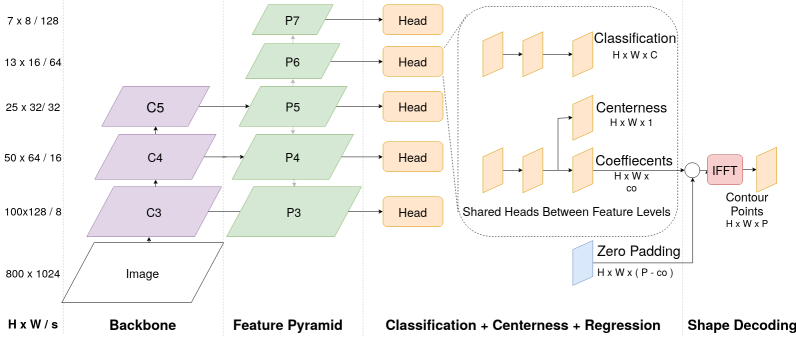 7 x 8 / 128
P7
Head
13 x 16 / 64
P6
Head
25 x 32/ 32
C5
P5
Head
50 x 64 / 16
C4
P4
Head
100x128 / 8
C3
P3
Head
800 x 1024
Image
Classification
H x W x C
Centerness
H x W x 1
Coeffiecents
H x W x
co
Shared Heads Between Feature Levels
IFFT
Contour
Points
H x W x P
Zero Padding
H x W x ( P - co )
H x W / s
Backbone
Feature Pyramid
Classification + Centerness + Regression
Shape Decoding